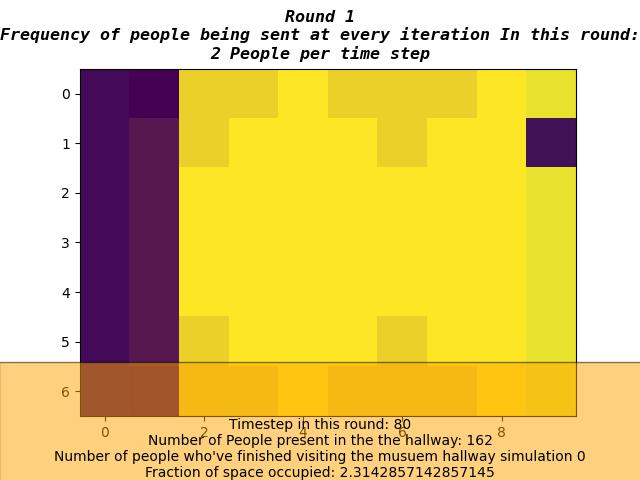 Round 1
Frequency of people being sent at every iteration In this round:
2 People per time step
0
1
2
3
4
5
6
0 2 4 6 8
Timestep in this round: 80
Number of People present in the the hallway: 162
Number of people who've finished visiting the musuem hallway simulation 0
Fraction of space occupied: 2.3142857142857145